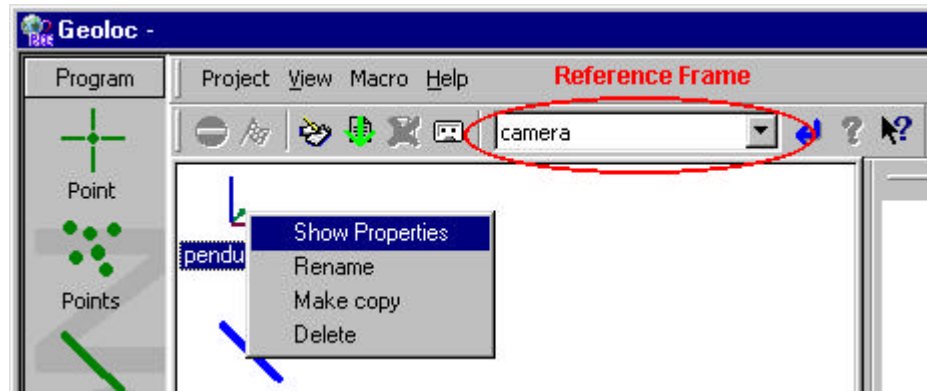 Geoloc -
Program
Project View Macro Help
Reference Frame
camera
Point
Show Properties
pendu
Rename
Make copy
Points
Delete